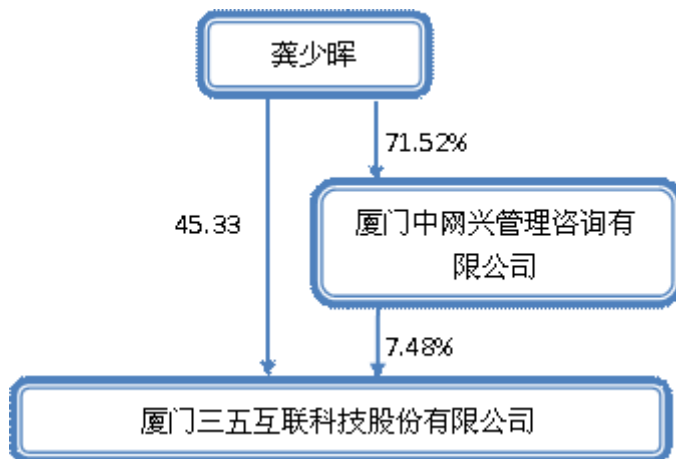 龚少晖
71.52%
45.33
厦门中网兴管理咨询有
限公司
7.48%
厦门三五互联科技股份有限公司